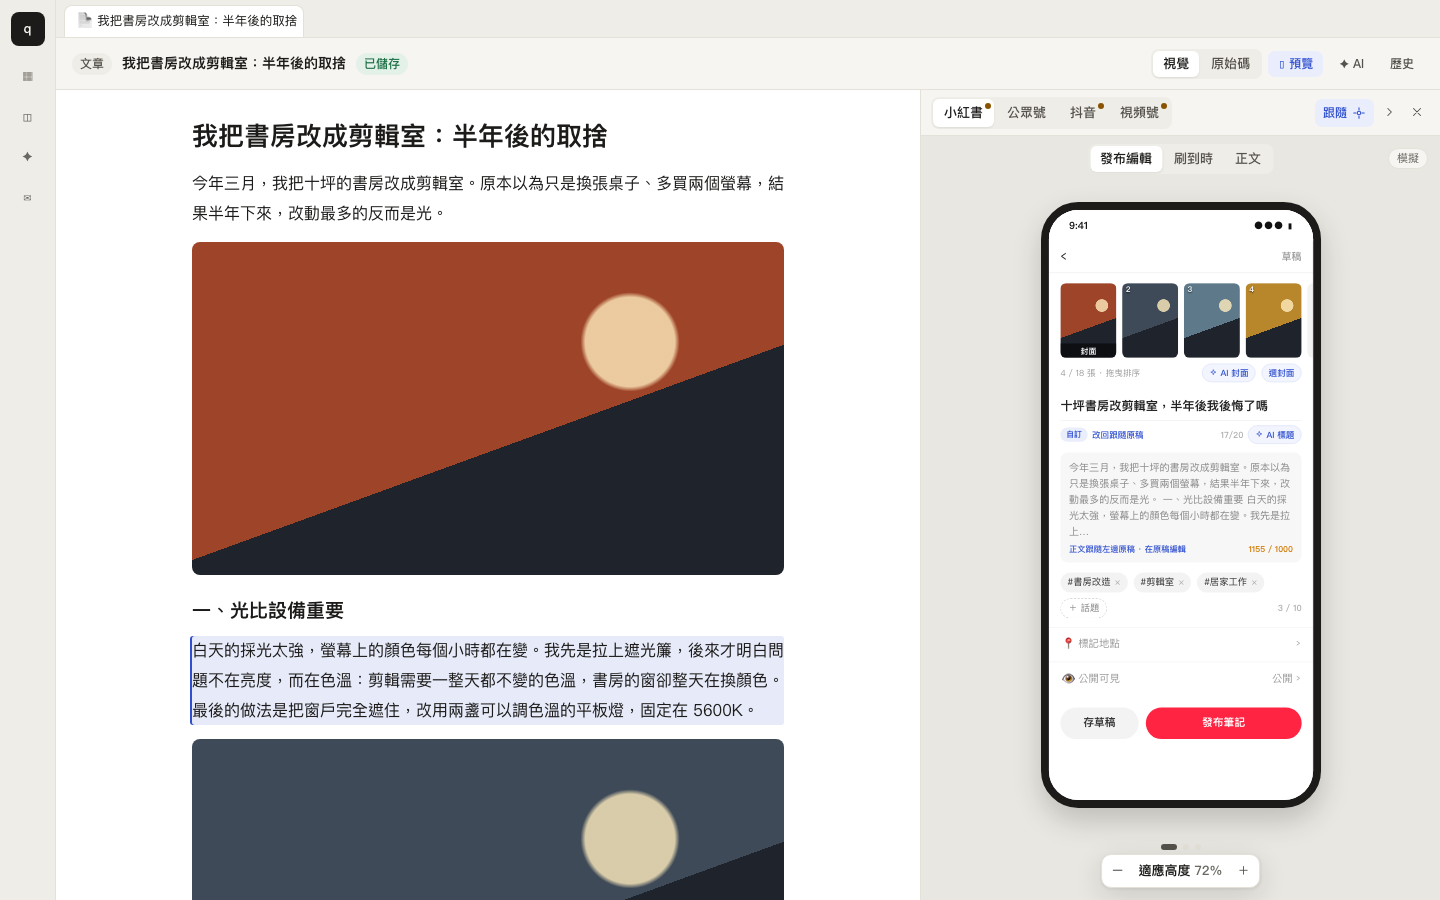 q
我把書房改成剪輯室：半年後的取捨
文章
我把書房改成剪輯室：半年後的取捨
已儲存
視覺
原始碼
預覽
AI
歷史
我把書房改成剪輯室：半年後的取捨
今年三月，我把十坪的書房改成剪輯室。原本以為只是換張桌子、多買兩個螢幕，結
果半年下來，改動最多的反而是光。
一、光比設備重要
白天的採光太強，螢幕上的顏色每個小時都在變。我先是拉上遮光簾，後來才明白問
題不在亮度，而在色溫：剪輯需要一整天都不變的色溫，書房的窗卻整天在換顏色。
最後的做法是把窗戶完全遮住，改用兩盞可以調色溫的平板燈，固定在 5600K。
小紅書
公眾號
抖音
視頻號
跟隨
發布編輯
刷到時
正文
模擬
9:41
草稿
封面
2
3
4
4 / 18 張 · 拖曳排序
AI 封面
選封面
十坪書房改剪輯室，半年後我後悔了嗎
自訂
改回跟隨原稿
17/20
AI 標題
今年三月，我把十坪的書房改成剪輯室。原本以為
只是換張桌子、多買兩個螢幕，結果半年下來，改
動最多的反而是光。 一、光比設備重要 白天的採
光太強，螢幕上的顏色每個小時都在變。我先是拉
上…
正文跟隨左邊原稿 · 在原稿編輯
1155 / 1000
#書房改造 ×
#剪輯室 ×
#居家工作 ×
+ 話題
3 / 10
標記地點
公開可見
公開
存草稿
發布筆記
− 適應高度 72% +